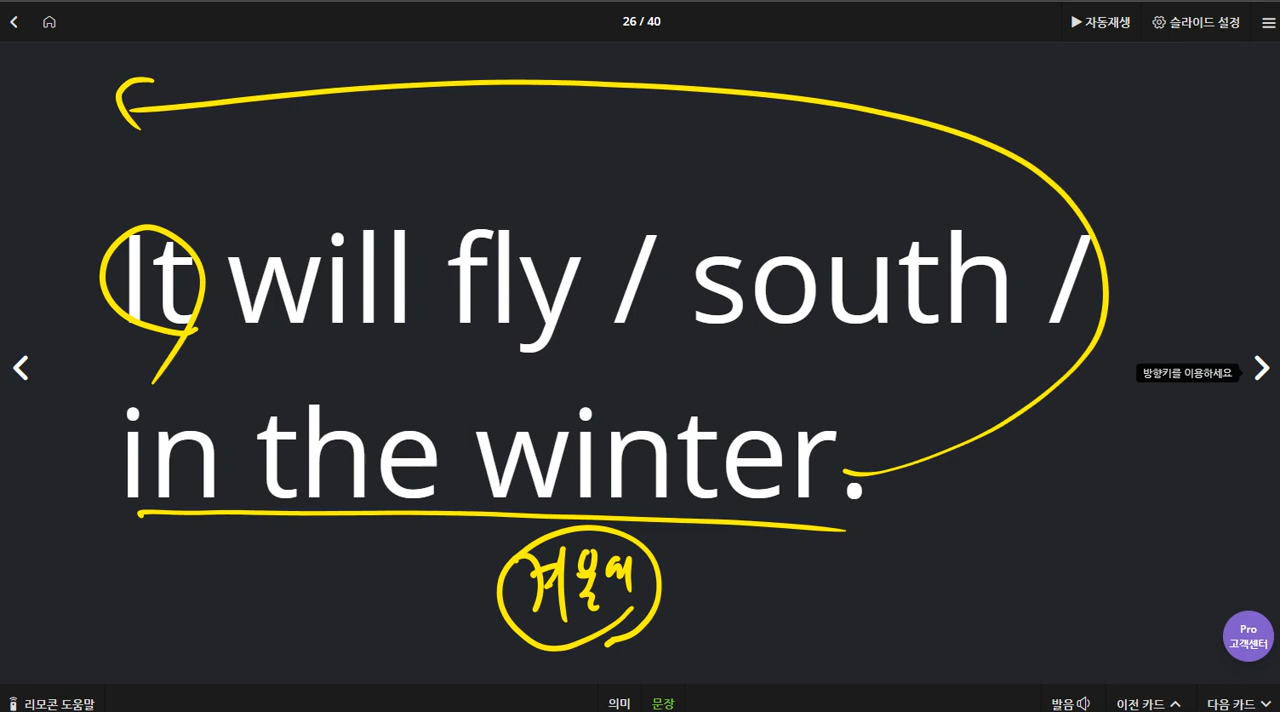 26 / 40
자동재생
슬라이드 설정
It will fly / south /
방향키를 이용하세요
in the winter.
겨울에
Pro
고객센터
리모콘 도움말
의미
문장
발음
이전 카드
다음 카드